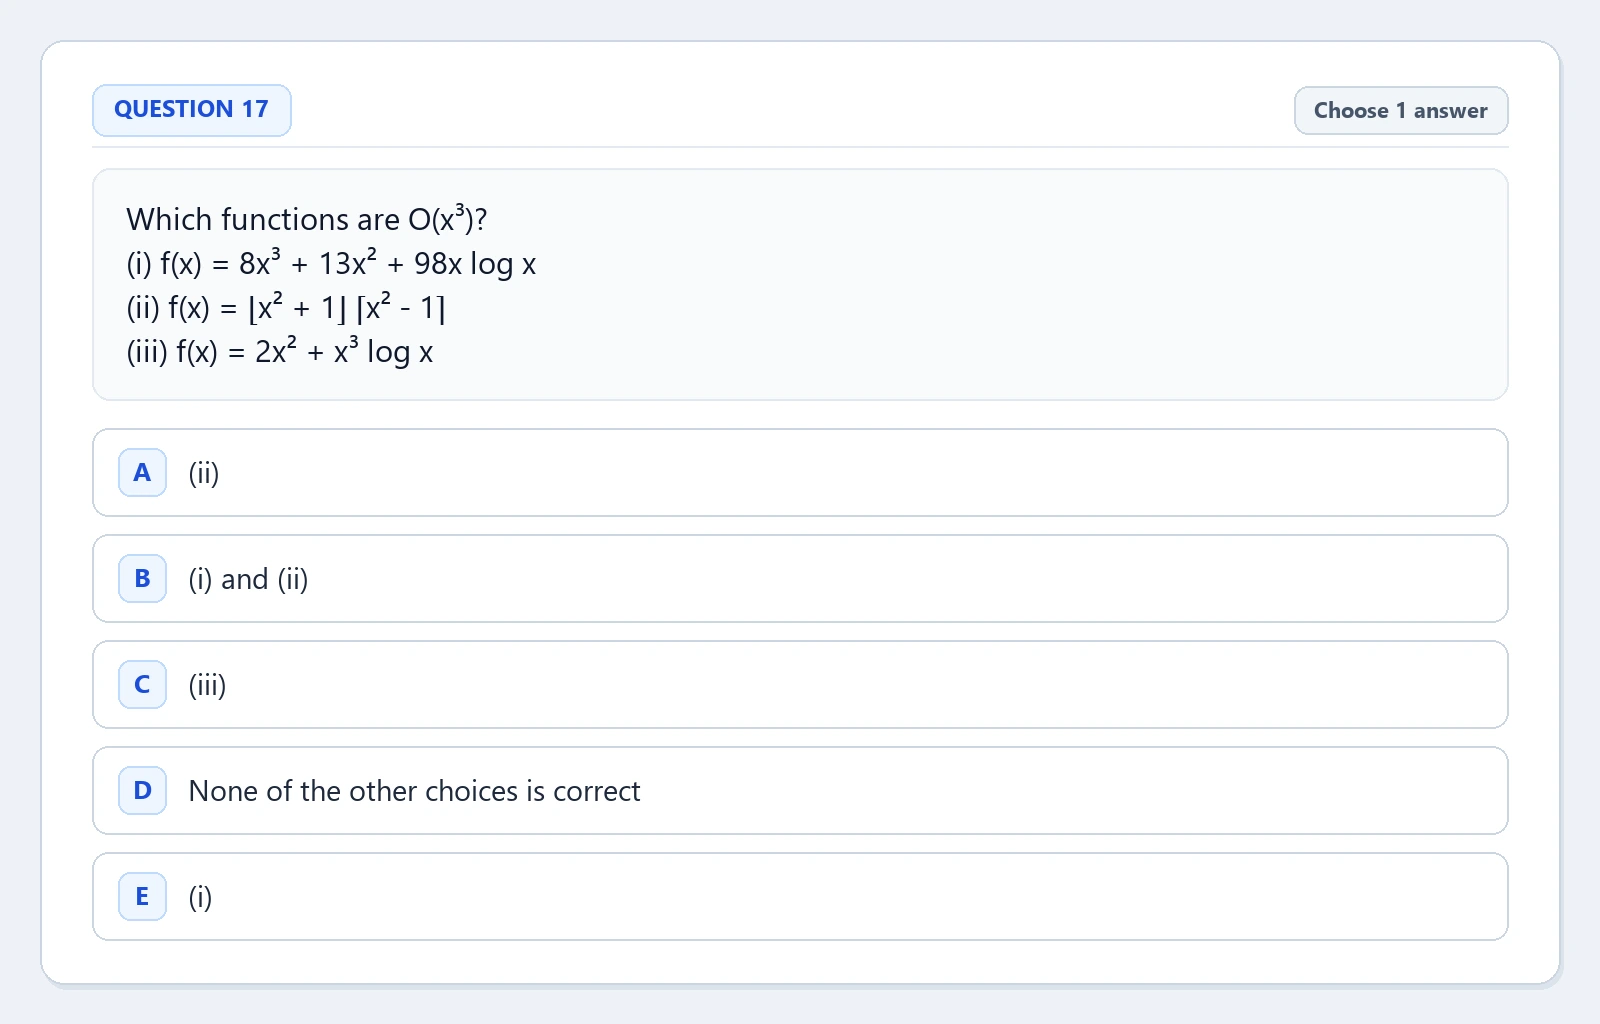 QUESTION 17
Choose 1 answer
Which functions are O(x³)?
(i) f(x) = 8x³ + 13x² + 98x log x
(ii) f(x) = ⌊x² + 1⌋ ⌈x² - 1⌉
(iii) f(x) = 2x² + x³ log x
A (ii)
B (i) and (ii)
C (iii)
D None of the other choices is correct
E (i)